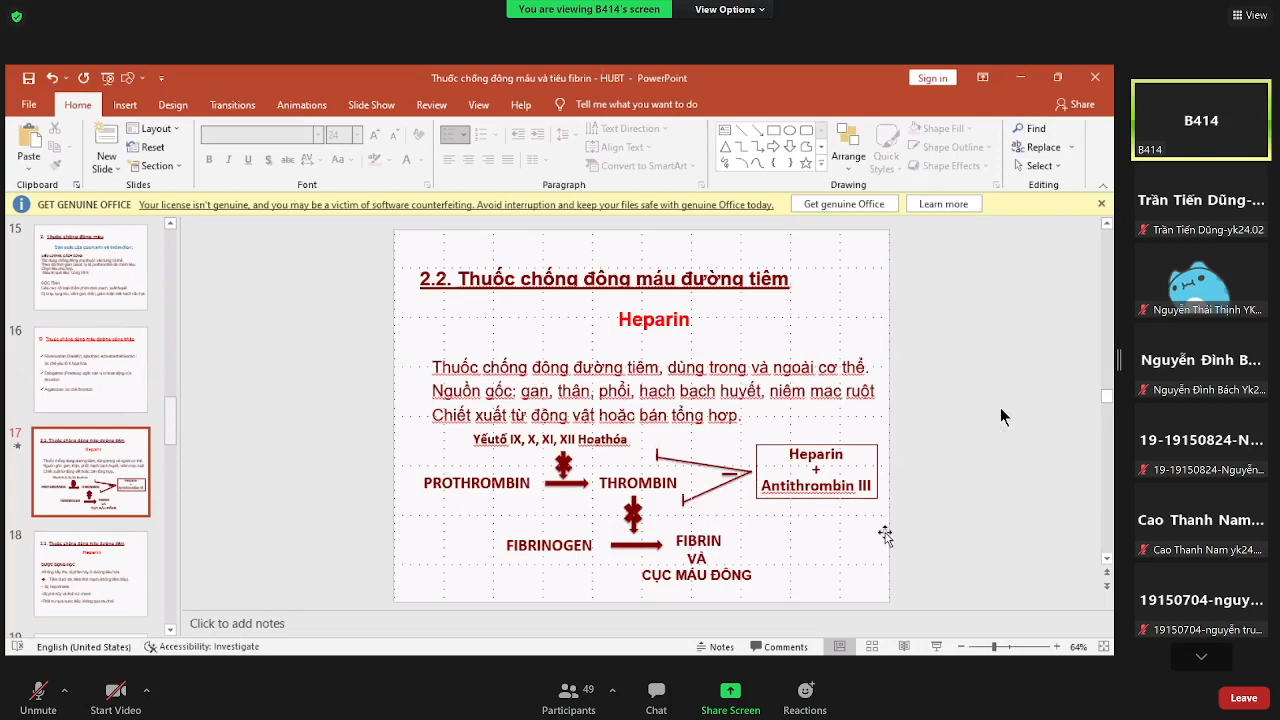 You are viewing B414's screen
View Options
View
Thuốc chống đông máu và tiêu fibrin - HUBT - PowerPoint
Sign in
File
Home
Insert
Design
Transitions
Animations
Slide Show
Review
View
Help
Tell me what you want to do
Share
Paste
New
Slide
Layout
Reset
Section
24
Text Direction
Align Text
Convert to SmartArt
Arrange
Quick
Styles
Shape Fill
Shape Outline
Shape Effects
Find
Replace
Select
Clipboard
Slides
Font
Paragraph
Drawing
Editing
GET GENUINE OFFICE
Your license isn't genuine, and you may be a victim of software counterfeiting. Avoid interruption and keep your files safe with genuine Office today.
Get genuine Office
Learn more
15
16
17
18
19
2.2. Thuốc chống đông máu đường tiêm
Heparin
Thuốc chống đông đường tiêm, dùng trong và ngoài cơ thể.
Nguồn gốc: gan, thận, phổi, hạch bạch huyết, niêm mạc ruột
Chiết xuất từ động vật hoặc bán tổng hợp.
Yếutố IX, X, XI, XII Hoạthóa
PROTHROMBIN
THROMBIN
Heparin
+
Antithrombin III
FIBRINOGEN
FIBRIN
VÀ
CỤC MÁU ĐÔNG
Click to add notes
English (United States)
Accessibility: Investigate
Notes
Comments
64%
B414
B414
Trần Tiến Dũng-...
Trần Tiến Dũng-yk24.02
Nguyễn Thái Thịnh YK...
Nguyễn Đình B...
Nguyễn Đình Bách Yk2...
19-19150824-N...
19-19150824-Nguyễn...
Cao Thanh Nam...
Cao Thanh Nam yk24....
19150704-nguy...
19150704-nguyễn tru...
Unmute
Start Video
49
Participants
Chat
Share Screen
Reactions
Leave